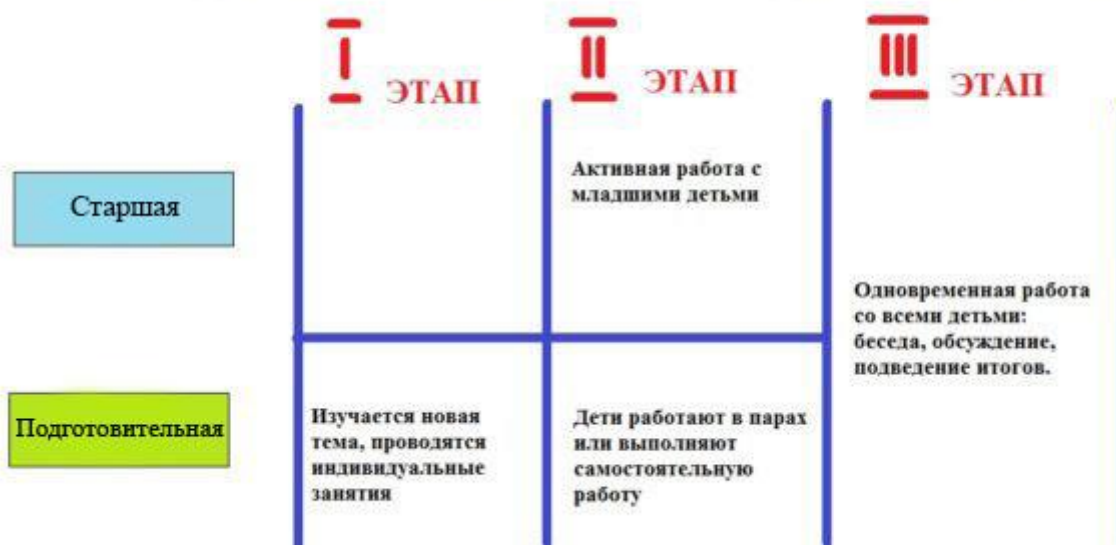 I ЭТАП
II ЭТАП
III ЭТАП
Старшая
Активная работа с
младшими детьми
Одновременная работа
со всеми детьми:
беседа, обсуждение,
подведение итогов.
Подготовительная
Изучается новая
тема, проводятся
индивидуальные
занятия
Дети работают в парах
или выполняют
самостоятельную
работу